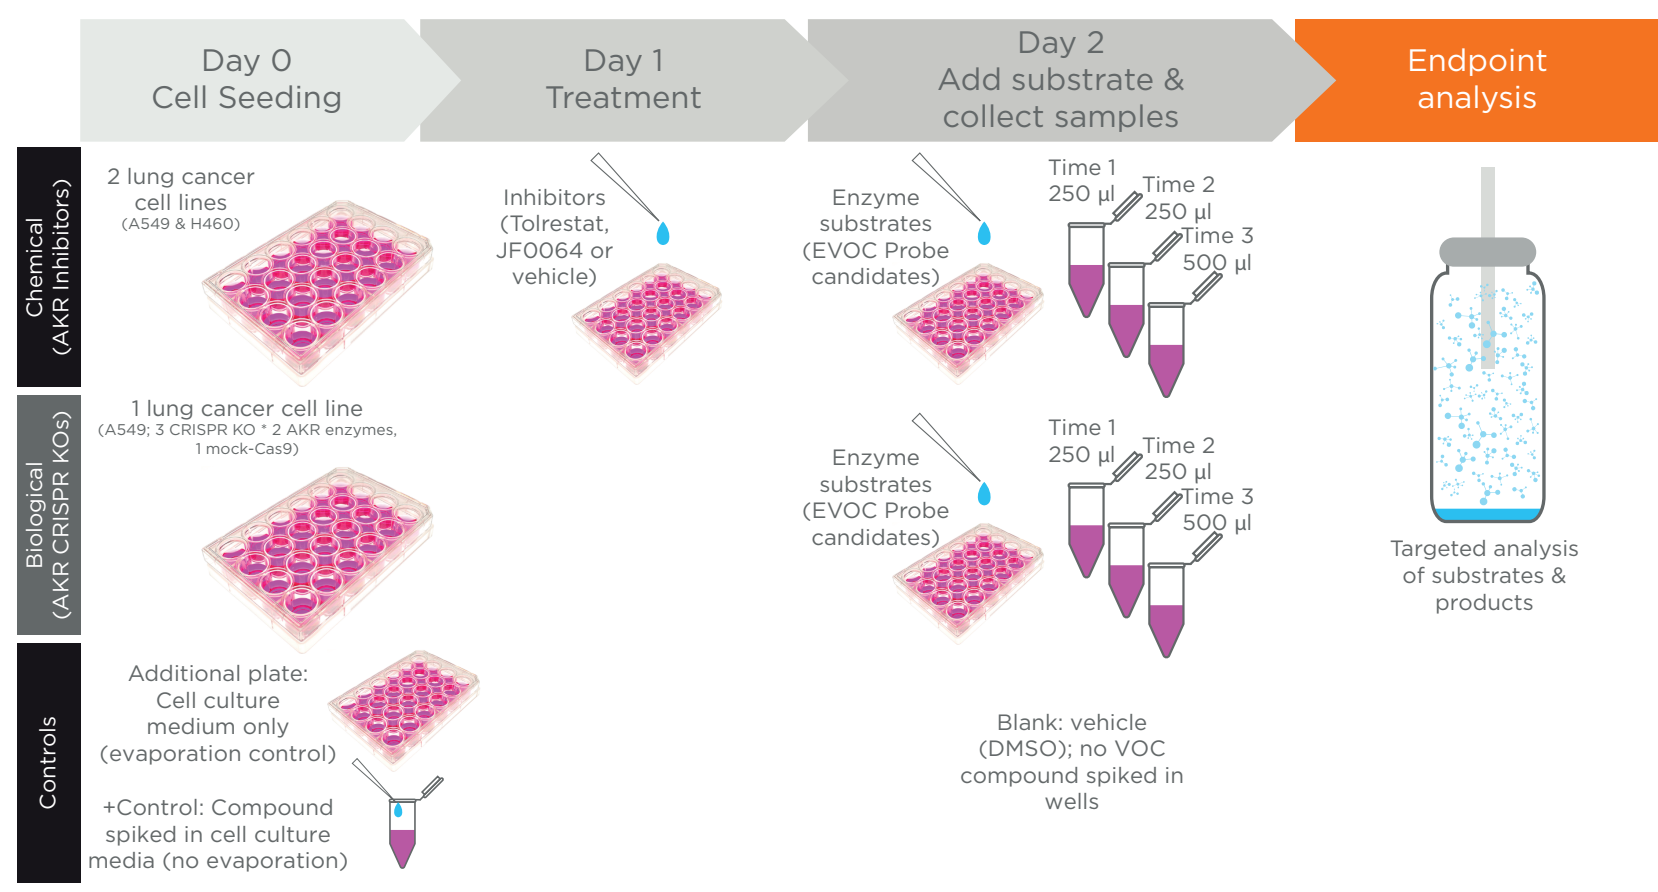 Day 0
Cell Seeding
Day 1
Treatment
Day 2
Add substrate &
collect samples
Endpoint
analysis
Chemical
(AKR Inhibitors)
2 lung cancer
cell lines
(A549 & H460)
Inhibitors
(Tolrestat,
JF0064 or
vehicle)
Enzyme
substrates
(EVOC Probe
candidates)
Time 1
250 µl
Time 2
250 µl
Time 3
500 µl
Biological
(AKR CRISPR KOs)
1 lung cancer cell line
(A549; 3 CRISPR KO * 2 AKR enzymes,
1 mock-Cas9)
Enzyme
substrates
(EVOC Probe
candidates)
Time 1
250 µl
Time 2
250 µl
Time 3
500 µl
Targeted analysis
of substrates &
products
Controls
Additional plate:
Cell culture
medium only
(evaporation control)
+Control: Compound
spiked in cell culture
media (no evaporation)
Blank: vehicle
(DMSO); no VOC
compound spiked in
wells